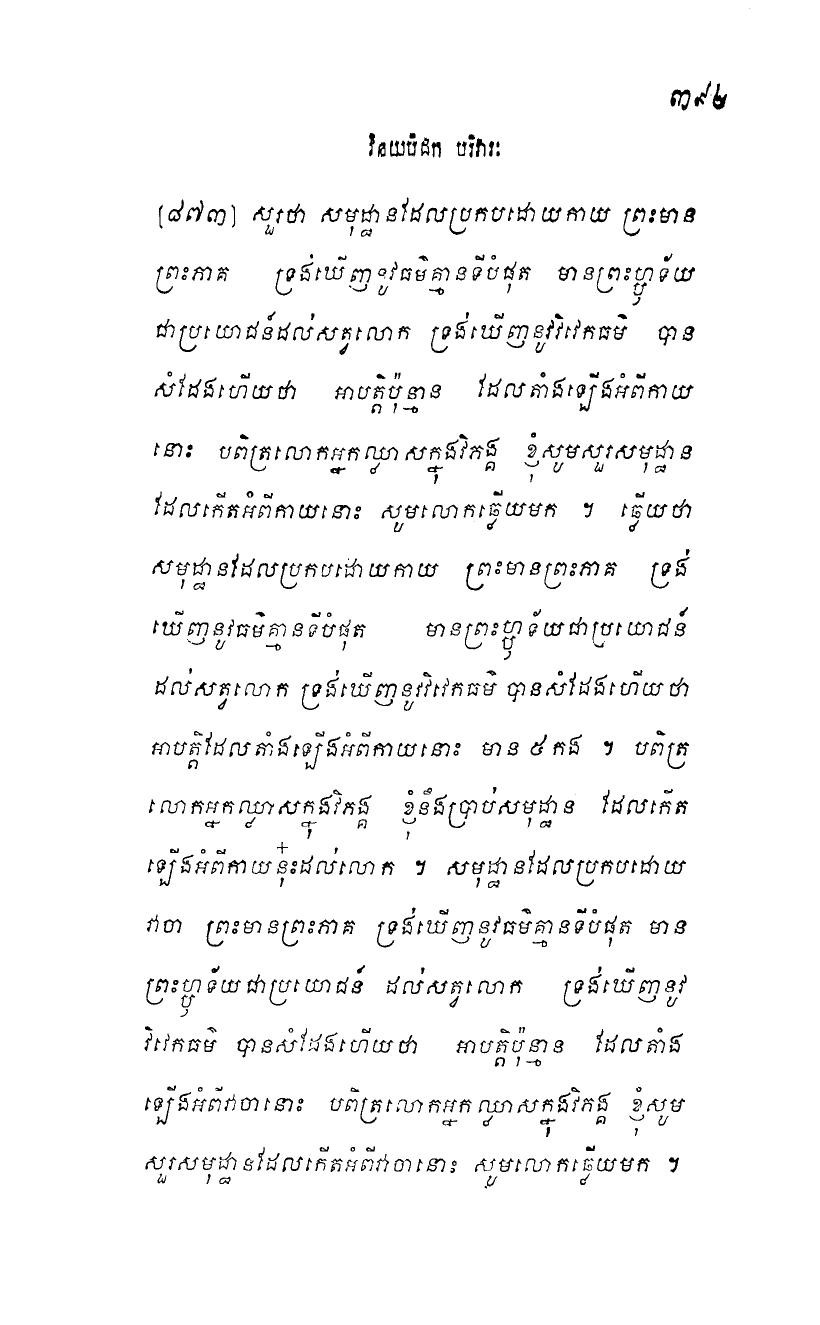 ៣៩២
វិនយបិដក បរិវារៈ
[៨៧៣] សួរថា សមុដ្ឋានដែលប្រកបដោយកាយ ព្រះមាន
ព្រះភាគ ទ្រង់ឃើញនូវធម៌គ្មានទីបំផុត មានព្រះហ្ឫទ័យ
ជាប្រយោជន៍ដល់សត្វលោក ទ្រង់ឃើញនូវវិវេកធម៌ បាន
សំដែងហើយថា អាបត្តិប៉ុន្មាន ដែលតាំងឡើងអំពីកាយ
នោះ បពិត្រលោកអ្នកឈ្លាសក្នុងវិភង្គ ខ្ញុំសូមសួរសមុដ្ឋាន
ដែលកើតអំពីកាយនោះ សូមលោកឆ្លើយមក ។ ឆ្លើយថា
សមុដ្ឋានដែលប្រកបដោយកាយ ព្រះមានព្រះភាគ ទ្រង់
ឃើញនូវធម៌គ្មានទីបំផុត មានព្រះហ្ឫទ័យជាប្រយោជន៍
ដល់សត្វលោក ទ្រង់ឃើញនូវវិវេកធម៌ បានសំដែងហើយថា
អាបត្តិដែលតាំងឡើងអំពីកាយនោះ មាន ៥ កង ។ បពិត្រ
លោកអ្នកឈ្លាសក្នុងវិភង្គ ខ្ញុំនឹងប្រាប់សមុដ្ឋាន ដែលកើត
ឡើងអំពីកាយនុ៎ះដល់លោក ។ សមុដ្ឋានដែលប្រកបដោយ
វាចា ព្រះមានព្រះភាគ ទ្រង់ឃើញនូវធម៌គ្មានទីបំផុត មាន
ព្រះហ្ឫទ័យជាប្រយោជន៍ ដល់សត្វលោក ទ្រង់ឃើញនូវ
វិវេកធម៌ បានសំដែងហើយថា អាបត្តិប៉ុន្មាន ដែលតាំង
ឡើងអំពីវាចានោះ បពិត្រលោកអ្នកឈ្លាសក្នុងវិភង្គ ខ្ញុំសូម
សួរសមុដ្ឋានដែលកើតអំពីវាចានោះ សូមលោកឆ្លើយមក ។